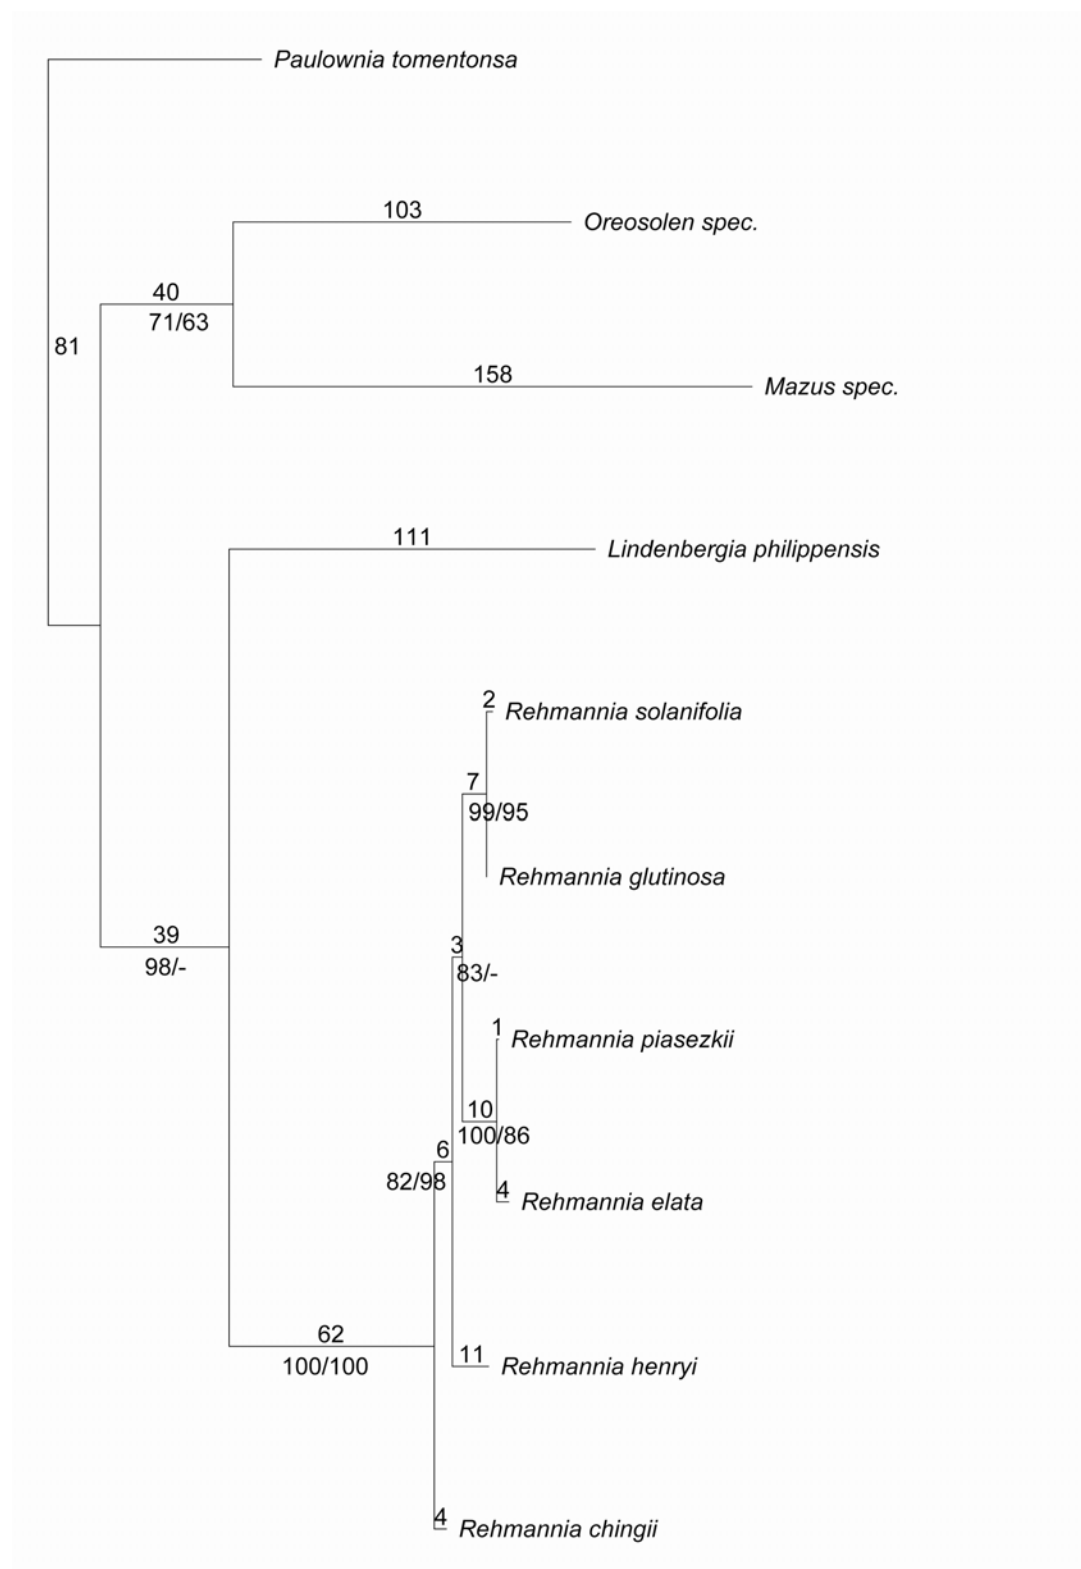 Paulownia tomentonsa
103
Oreosolen spec.
40
71/63
81
158
Mazus spec.
111
Lindenbergia philippensis
2
Rehmannia solanifolia
7
99/95
Rehmannia glutinosa
39
98/-
3
83/-
1
Rehmannia piasezkii
10
100/86
6
82/98
4
Rehmannia elata
62
100/100
11
Rehmannia henryi
4
Rehmannia chingii